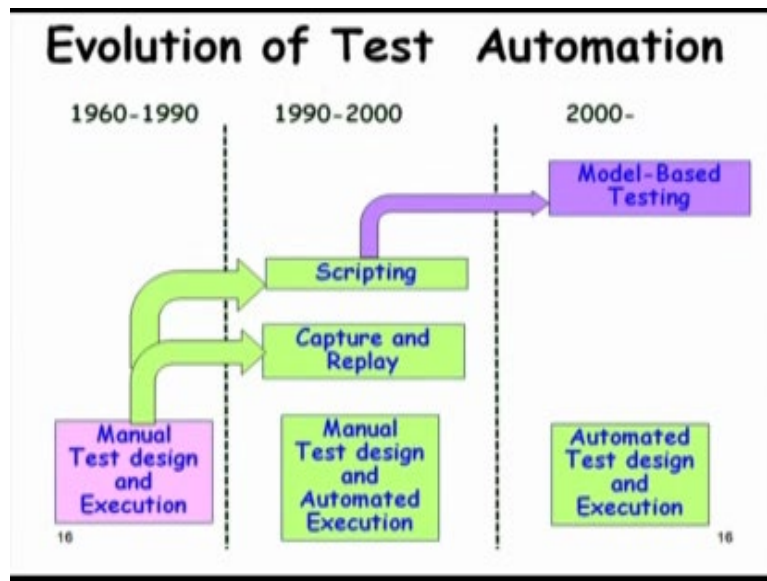 Evolution of Test Automation
1960-1990
1990-2000
2000-
Model-Based
Testing
Scripting
Capture and
Replay
Manual
Test design
and
Execution
Manual
Test design
and
Automated
Execution
Automated
Test design
and
Execution
16
16